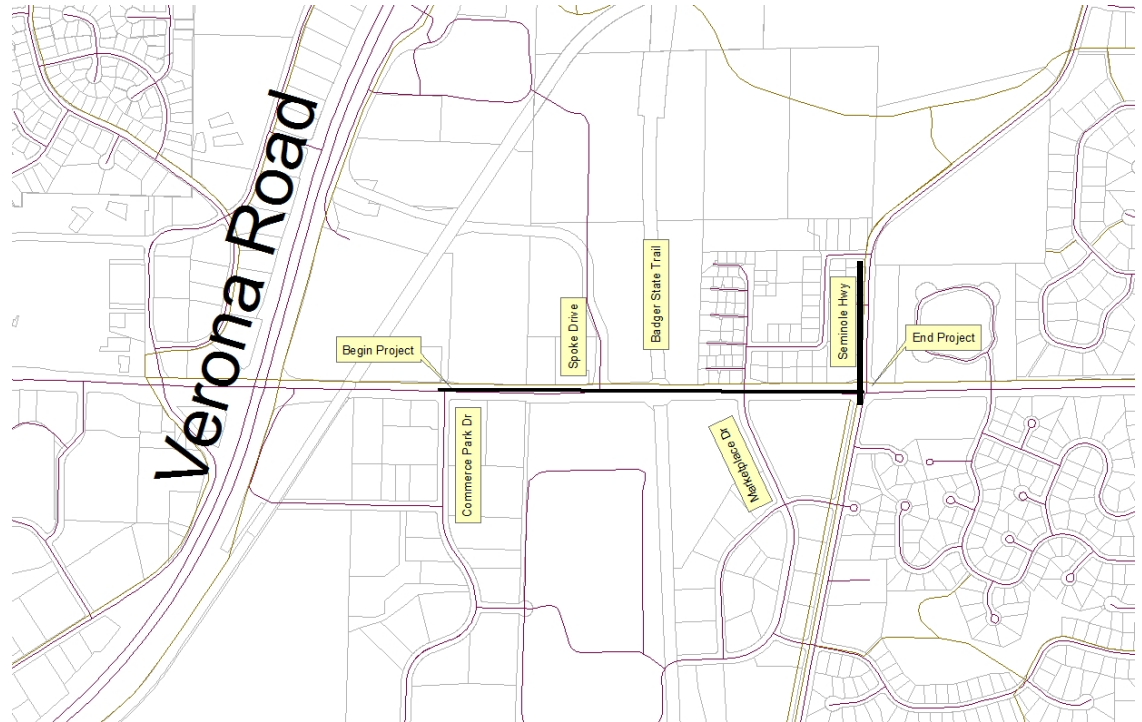 Verona Road
Begin Project
Commerce Park Dr
Spoke Drive
Badger State Trail
Marketplace Dr
Seminole Hwy
End Project